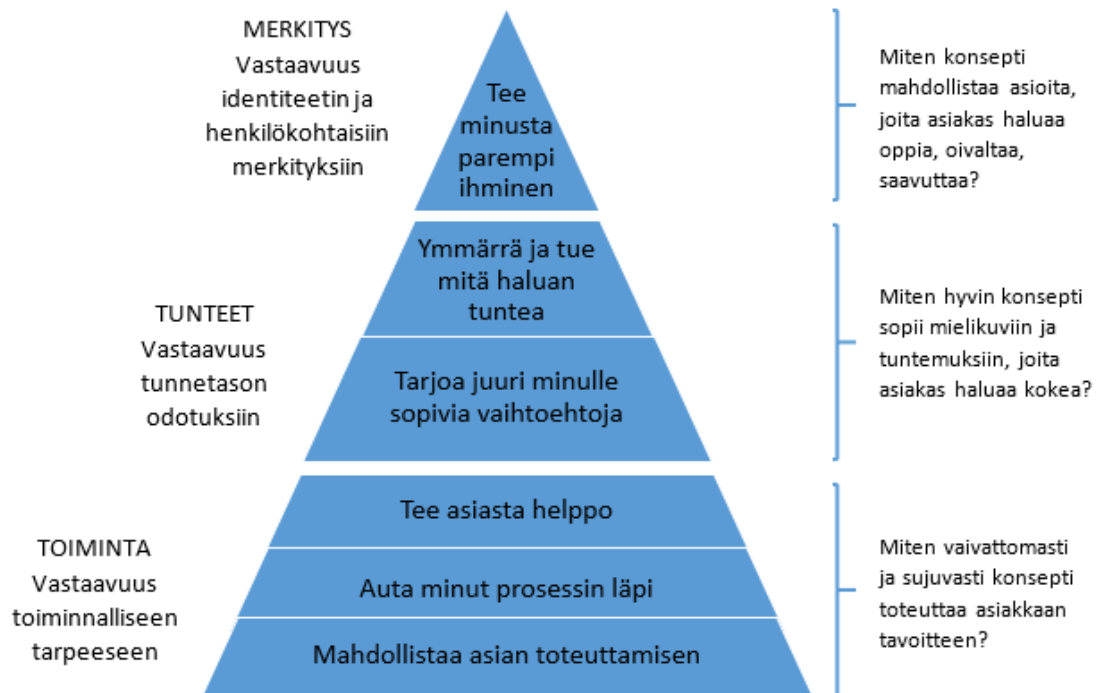 MERKITYS
Vastaavuus
identiteetin ja
henkilökohtaisiin
merkityksiin
Tee
minusta
parempi
ihminen
Miten konsepti
mahdollistaa asioita,
joita asiakas haluaa
oppia, oivaltaa,
saavuttaa?
TUNTEET
Vastaavuus
tunnetason
odotuksiin
Ymmärrä ja tue
mitä haluan
tuntea
Tarjoa juuri minulle
sopivia vaihtoehtoja
Miten hyvin konsepti
sopii mielikuviin ja
tuntemuksiin, joita
asiakas haluaa kokea?
TOIMINTA
Vastaavuus
toiminnalliseen
tarpeeseen
Tee asiasta helppo
Auta minut prosessin läpi
Mahdollistaa asian toteuttamisen
Miten vaivattomasti
ja sujuvasti konsepti
toteuttaa asiakkaan
tavoitteen?